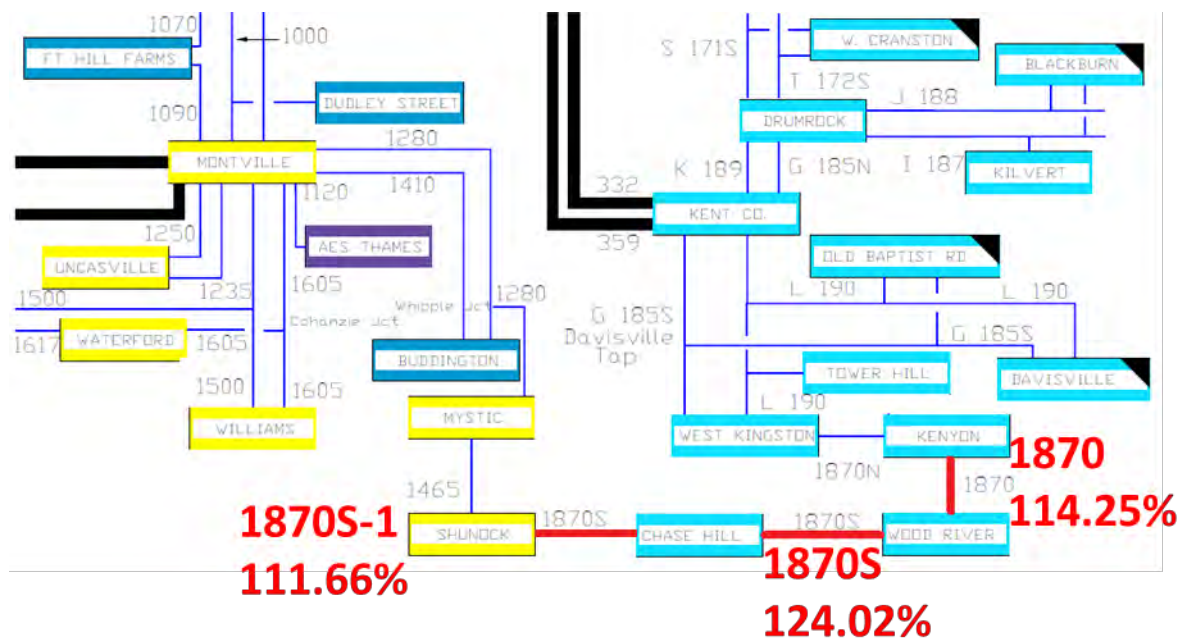 1070
1000
FT HILL FARMS
1090
DUDLEY STREET
1280
MONTVILLE
1410
1120
1250
AES THAMES
UNCASVILLE
1235
1605
1500
Whipple Jct
1280
Cohanzie Jct
WATERFORD
1617
1605
BUDDINGTON
1500
1605
WILLIAMS
MYSTIC
1465
SHUNOCK
1870S-1
111.66%
1870S
CHASE HILL
1870S
1870S
124.02%
WOOD RIVER
1870
1870
114.25%
KENYON
1870N
WEST KINGSTON
L 190
TOWER HILL
DAVISVILLE
G 185S
Davisville
Tap
G 185S
L 190
L 190
OLD BAPTIST RD
332
KENT CO.
359
K 189
G 185N
I 187
KILVERT
DRUMROCK
J 188
BLACKBURN
S 171S
T 172S
W. CRANSTON